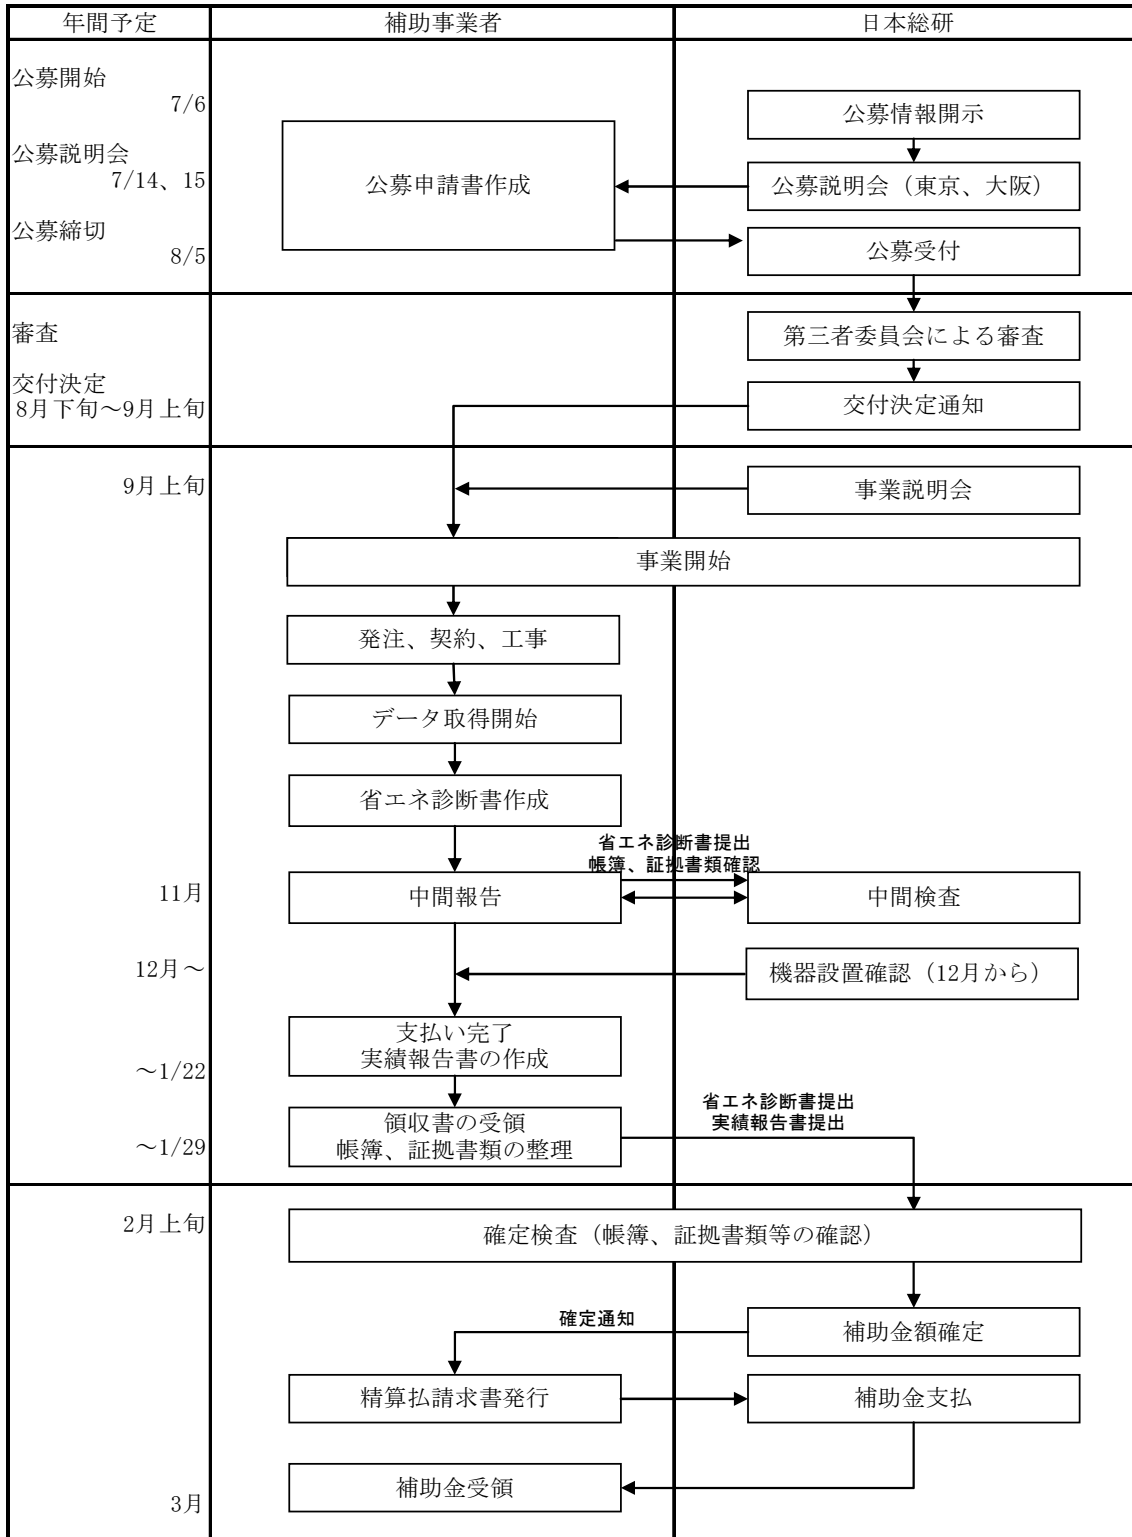 年間予定
補助事業者
日本総研
公募開始
7/6
公募情報開示
公募説明会
7/14、15
公募申請書作成
公募説明会（東京、大阪）
公募締切
8/5
公募受付
審査
第三者委員会による審査
交付決定
8月下旬～9月上旬
交付決定通知
9月上旬
事業説明会
事業開始
発注、契約、工事
データ取得開始
省エネ診断書作成
省エネ診断書提出
帳簿、証拠書類確認
11月
中間報告
中間検査
12月～
機器設置確認（12月から）
支払い完了
実績報告書の作成
～1/22
省エネ診断書提出
実績報告書提出
領収書の受領
帳簿、証拠書類の整理
～1/29
2月上旬
確定検査（帳簿、証拠書類等の確認）
確定通知
補助金額確定
精算払請求書発行
補助金支払
補助金受領
3月